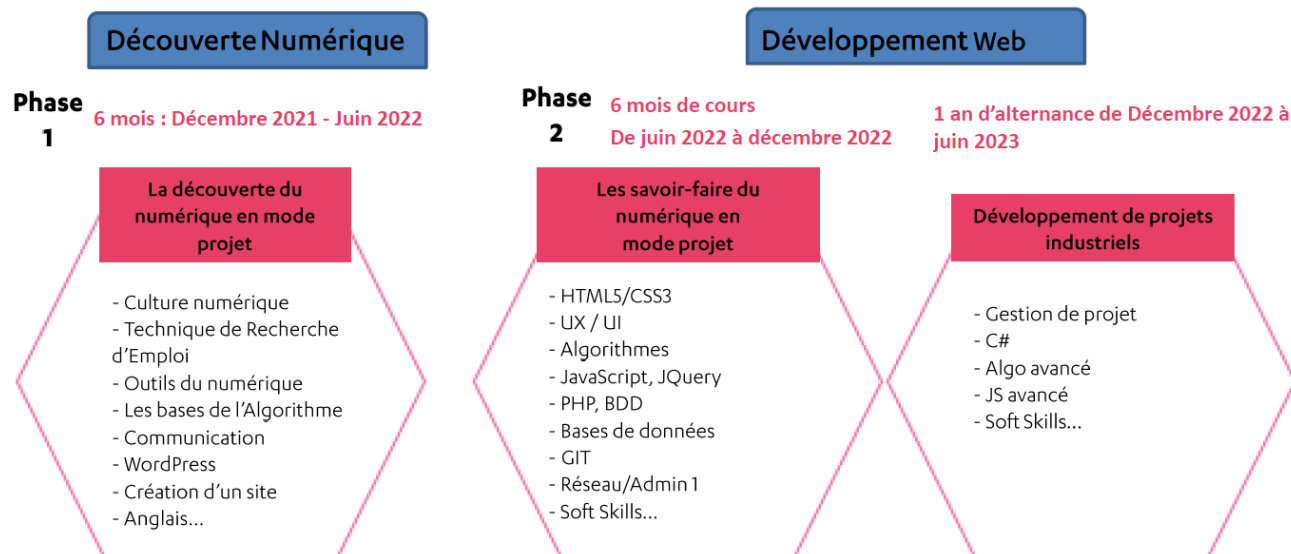 Découverte Numérique
Phase
1
6 mois : Décembre 2021 - Juin 2022
La découverte du
numérique en mode
projet
- Culture numérique
- Technique de Recherche
d'Emploi
- Outils du numérique
- Les bases de l'Algorithme
- Communication
- WordPress
- Création d'un site
- Anglais...
Développement Web
Phase
2
6 mois de cours
De juin 2022 à décembre 2022
Les savoir-faire du
numérique en
mode projet
- HTML5/CSS3
- UX / UI
- Algorithmes
- JavaScript, JQuery
- PHP, BDD
- Bases de données
- GIT
- Réseau/Admin 1
- Soft Skills...
1 an d'alternance de Décembre 2022 à
juin 2023
Développement de projets
industriels
- Gestion de projet
- C#
- Algo avancé
- JS avancé
- Soft Skills...